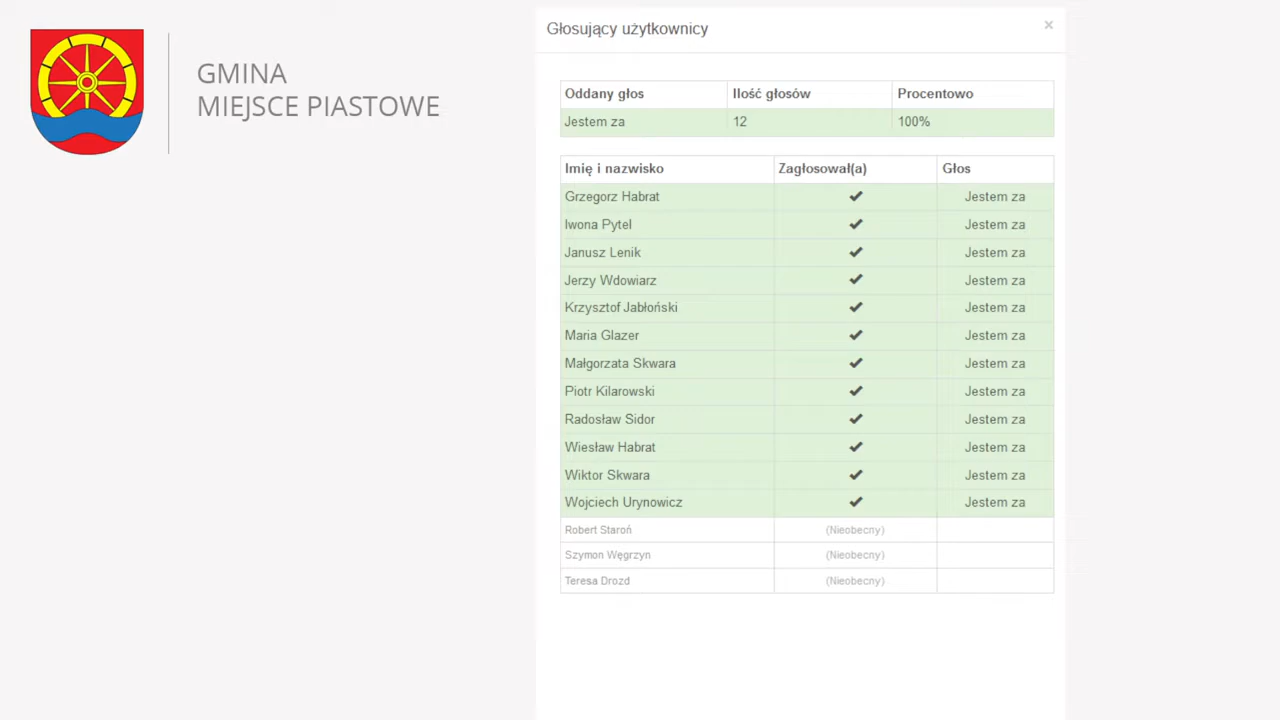 GMINA
MIEJSCE PIASTOWE
Głosujący użytkownicy ×
Oddany głos Ilość głosów Procentowo
Jestem za 12 100%
Imię i nazwisko Zagłosował(a) Głos
Grzegorz Habrat ✔ Jestem za
Iwona Pytel ✔ Jestem za
Janusz Lenik ✔ Jestem za
Jerzy Wdowiarz ✔ Jestem za
Krzysztof Jabłoński ✔ Jestem za
Maria Glazer ✔ Jestem za
Małgorzata Skwara ✔ Jestem za
Piotr Kilarowski ✔ Jestem za
Radosław Sidor ✔ Jestem za
Wiesław Habrat ✔ Jestem za
Wiktor Skwara ✔ Jestem za
Wojciech Urynowicz ✔ Jestem za
Robert Staroń (Nieobecny)
Szymon Węgrzyn (Nieobecny)
Teresa Drozd (Nieobecny)